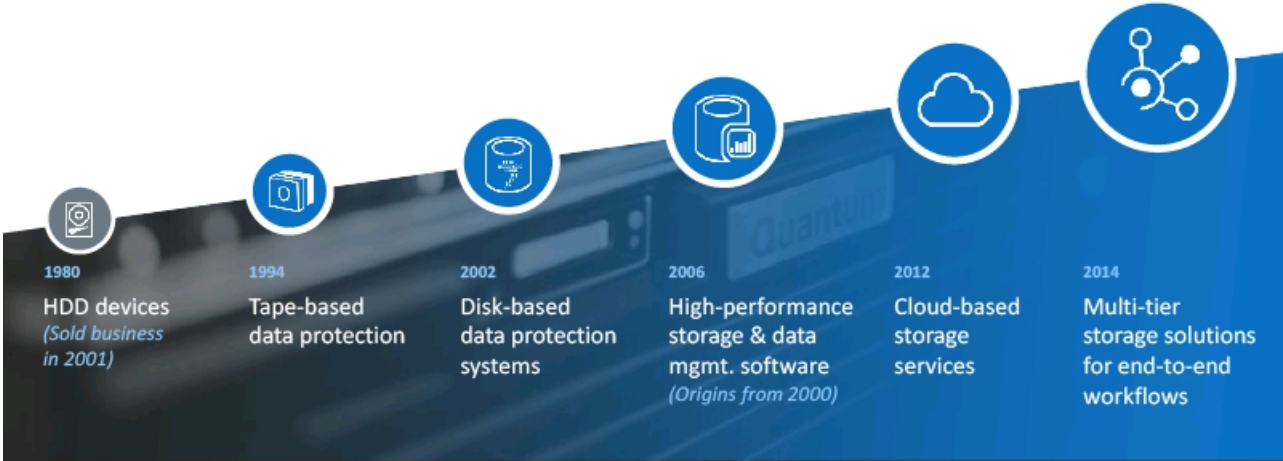 Quantum
1980
HDD devices
(Sold business
in 2001)
1994
Tape-based
data protection
2002
Disk-based
data protection
systems
2006
High-performance
storage & data
mgmt. software
(Origins from 2000)
2012
Cloud-based
storage
services
2014
Multi-tier
storage solutions
for end-to-end
workflows